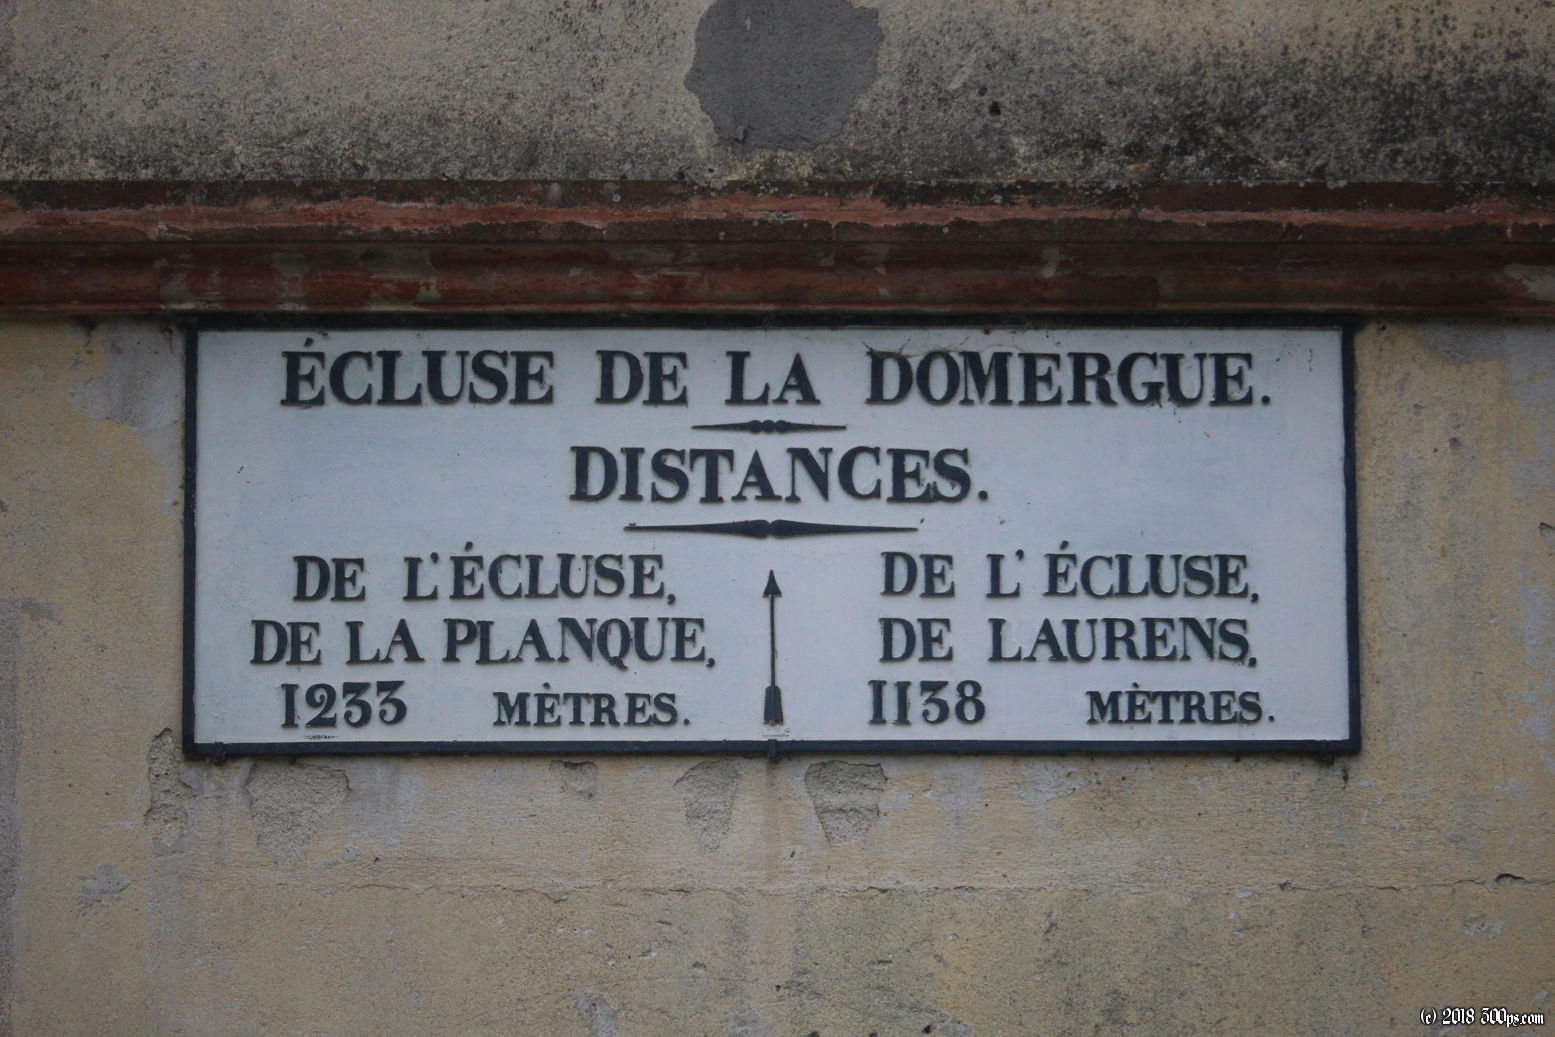 ÉCLUSE DE LA DOMERGUE.
DISTANCES.
DE L'ÉCLUSE,
DE LA PLANQUE,
1233 MÈTRES.
DE L'ÉCLUSE,
DE LAURENS,
1138 MÈTRES.
(c) 2018 300ps.com